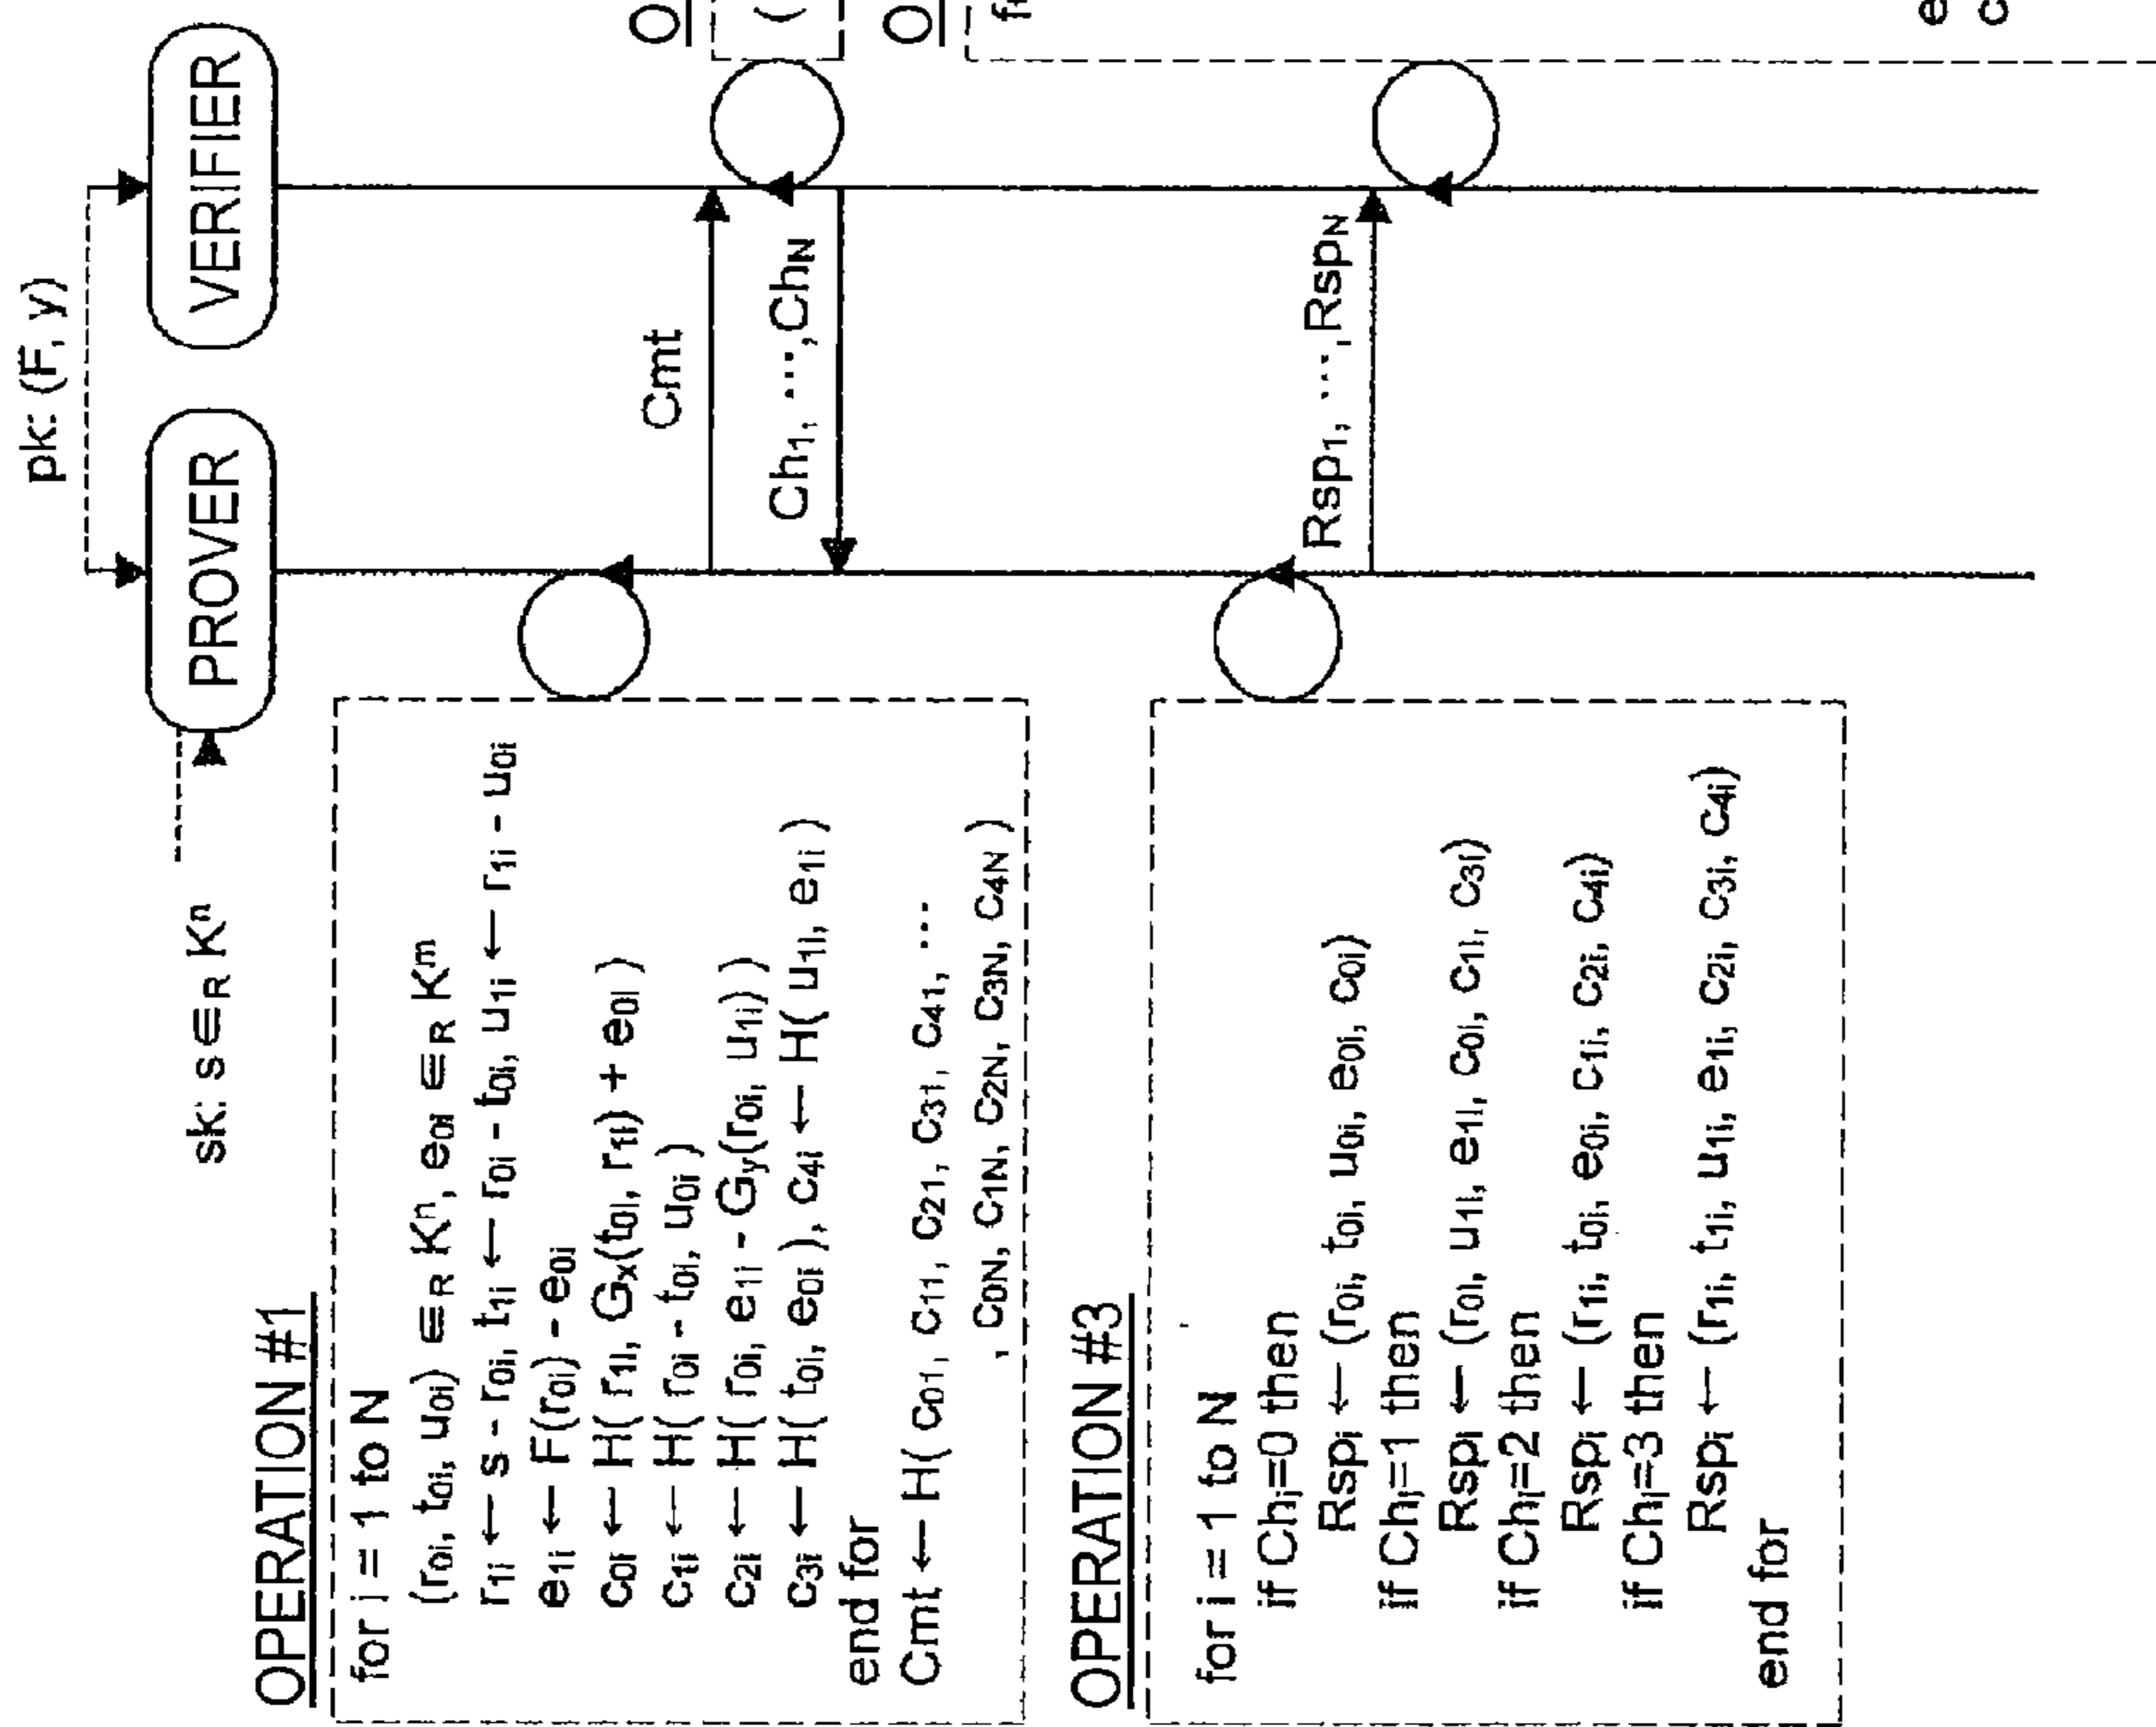 pk: (F, y)
sk: s ∈R Kⁿ
PROVER
VERIFIER
OPERATION #1
for i = 1 to N
(r0i, t0i, u0i) ∈R Kⁿ, e0i ∈R Kᵐ
r1i ← s - r0i, t1i ← r0i - t0i, u1i ← r1i - u0i
e1i ← F(r0i) - e0i
c0i ← H( r1i, Gx(t0i, r1i) + e0i )
c1i ← H( r0i - t0i, u0i )
c2i ← H( r0i, e1i - Gy(r0i, u1i))
c3i ← H( t0i, e0i ), c4i ← H( u1i, e1i )
end for
Cmt ← H( c01, c11, c21, c31, c41, ⋯
, c0N, c1N, c2N, c3N, c4N )
Cmt
Ch1, ⋯,ChN
OPERATION #3
for i = 1 to N
if Chi=0 then
Rspi ← (r0i, t0i, u0i, e0i, c0i)
if Chi=1 then
Rspi ← (r0i, u1i, e1i, c0i, c1i, c3i)
if Chi=2 then
Rspi ← (r1i, t0i, e0i, c1i, c2i, c4i)
if Chi=3 then
Rspi ← (r1i, t1i, u1i, e1i, c2i, c3i, c4i)
end for
Rsp1, ⋯,RspN
O
(
O
e
c